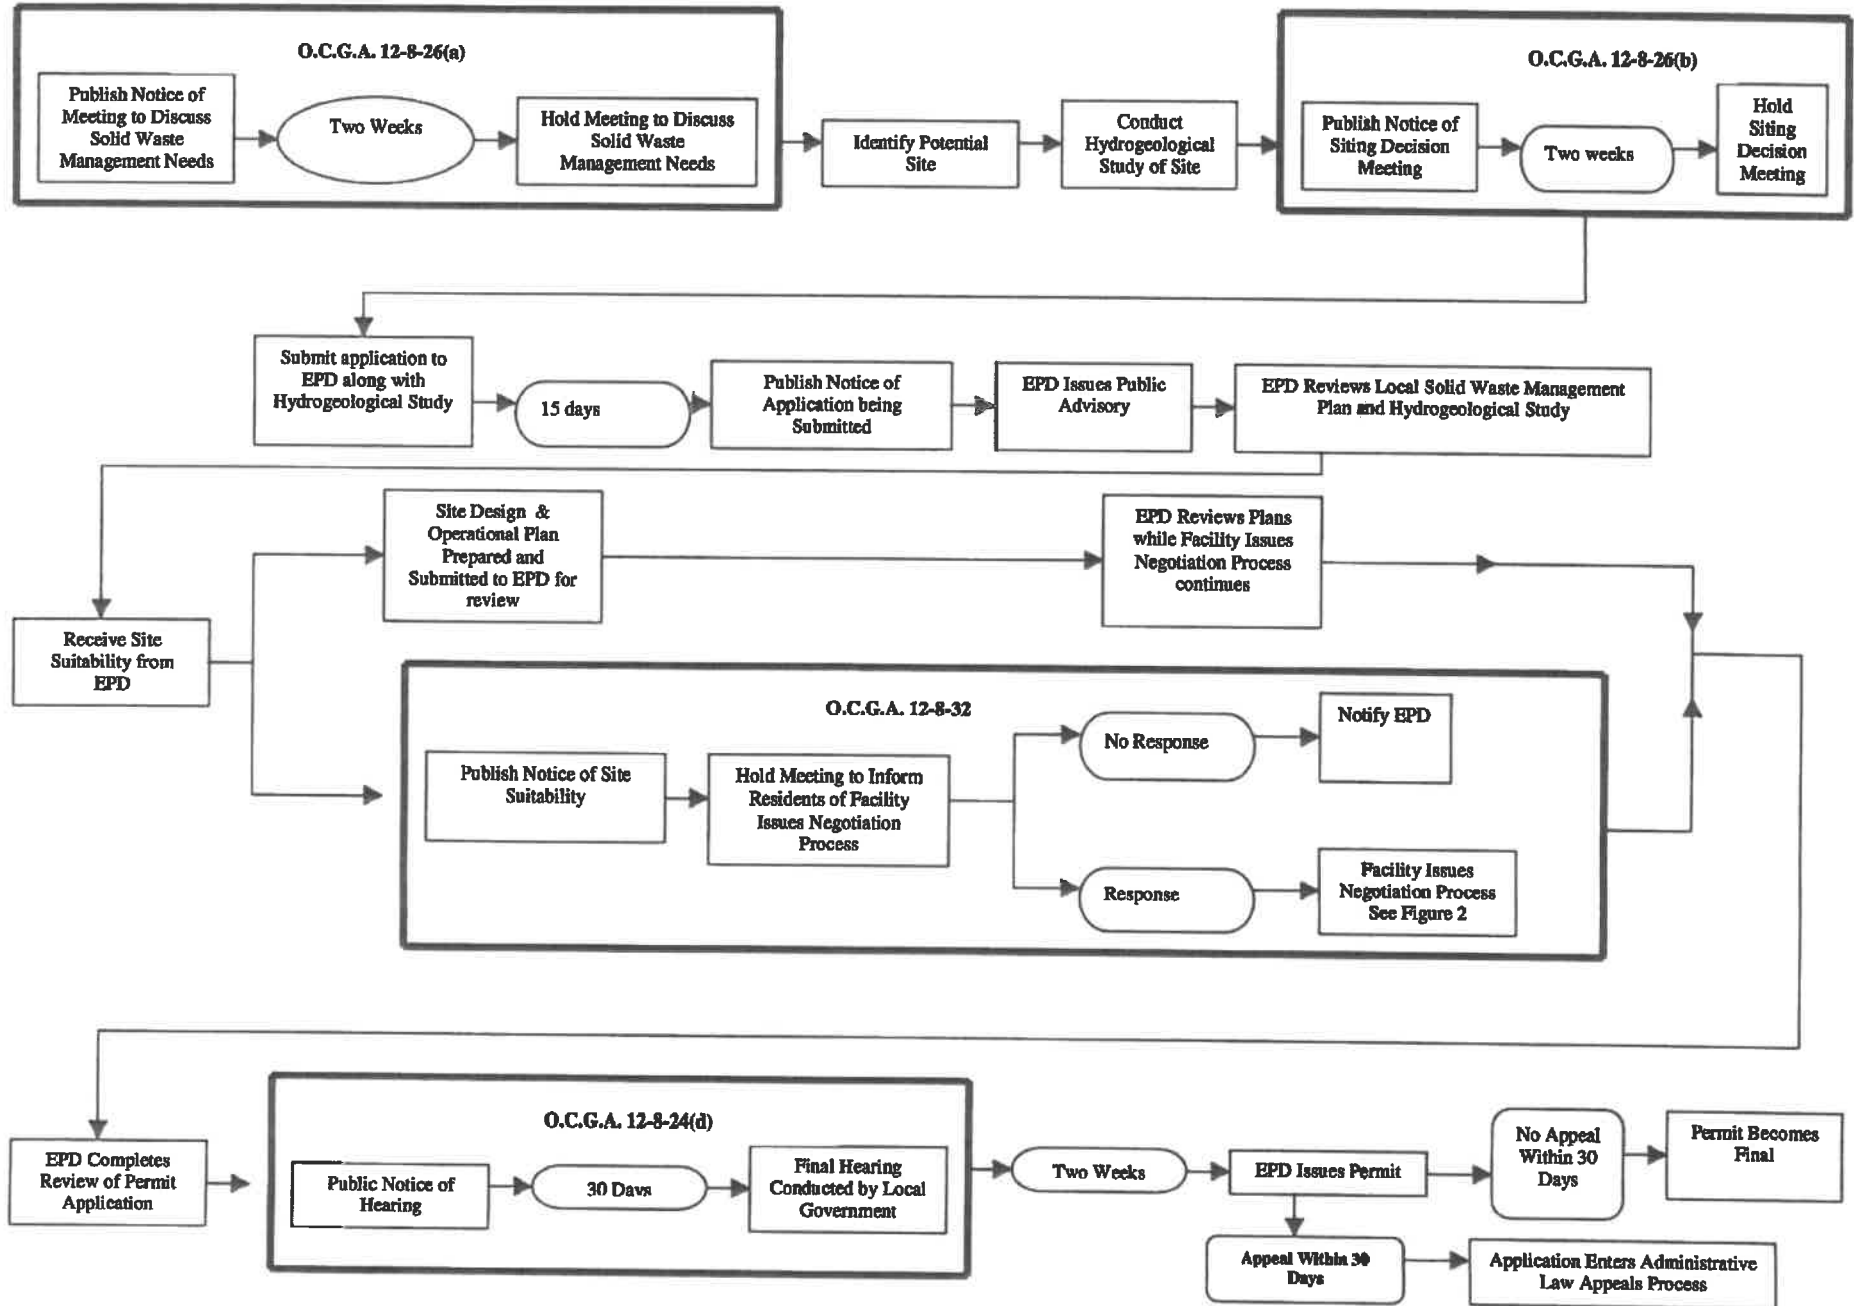 O.C.G.A. 12-8-26(a)
Publish Notice of
Meeting to Discuss
Solid Waste
Management Needs
Two Weeks
Hold Meeting to Discuss
Solid Waste
Management Needs
Identify Potential
Site
Conduct
Hydrogeological
Study of Site
O.C.G.A. 12-8-26(b)
Publish Notice of
Siting Decision
Meeting
Two weeks
Hold
Siting
Decision
Meeting
Submit application to
EPD along with
Hydrogeological Study
15 days
Publish Notice of
Application being
Submitted
EPD Issues Public
Advisory
EPD Reviews Local Solid Waste Management
Plan and Hydrogeological Study
Receive Site
Suitability from
EPD
Site Design &
Operational Plan
Prepared and
Submitted to EPD for
review
EPD Reviews Plans
while Facility Issues
Negotiation Process
continues
O.C.G.A. 12-8-32
Publish Notice of Site
Suitability
Hold Meeting to Inform
Residents of Facility
Issues Negotiation
Process
No Response
Notify EPD
Response
Facility Issues
Negotiation Process
See Figure 2
EPD Completes
Review of Permit
Application
O.C.G.A. 12-8-24(d)
Public Notice of
Hearing
30 Days
Final Hearing
Conducted by Local
Government
Two Weeks
EPD Issues Permit
No Appeal
Within 30
Days
Permit Becomes
Final
Appeal Within 30
Days
Application Enters Administrative
Law Appeals Process